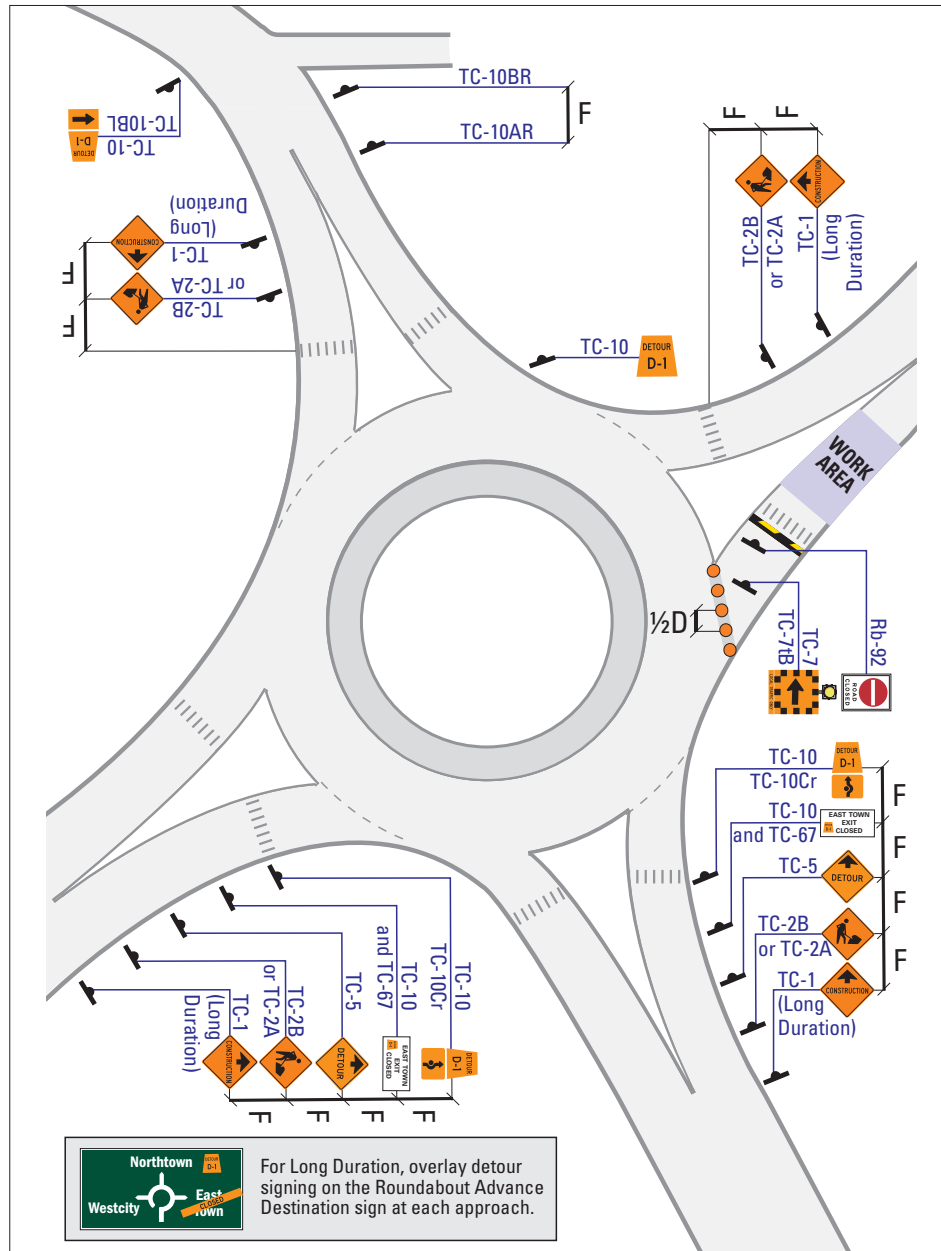 TC-10BR
F
TC-10AR
DETOUR
D-1
TC-10BL
TC-10
F
F
CONSTRUCTION
TC-2B
or TC-2A
TC-1
(Long
Duration)
CONSTRUCTION
TC-1
(Long
Duration)
TC-2B
or TC-2A
F
F
TC-10
DETOUR
D-1
WORK
AREA
½D
TC-7
TC-7tB
Rb-92
ROAD
CLOSED
TC-10
TC-10Cr
DETOUR
D-1
TC-10
and TC-67
EAST TOWN
EXIT
CLOSED
TC-5
DETOUR
TC-2B
or TC-2A
TC-1
(Long
Duration)
CONSTRUCTION
F
F
F
F
TC-1
(Long
Duration)
CONSTRUCTION
TC-2B
or TC-2A
TC-5
DETOUR
TC-10
and TC-67
EAST TOWN
EXIT
CLOSED
TC-10
TC-10Cr
DETOUR
D-1
F
F
F
F
Northtown
DETOUR
D-1
Westcity
East
Town
CLOSED
For Long Duration, overlay detour
signing on the Roundabout Advance
Destination sign at each approach.